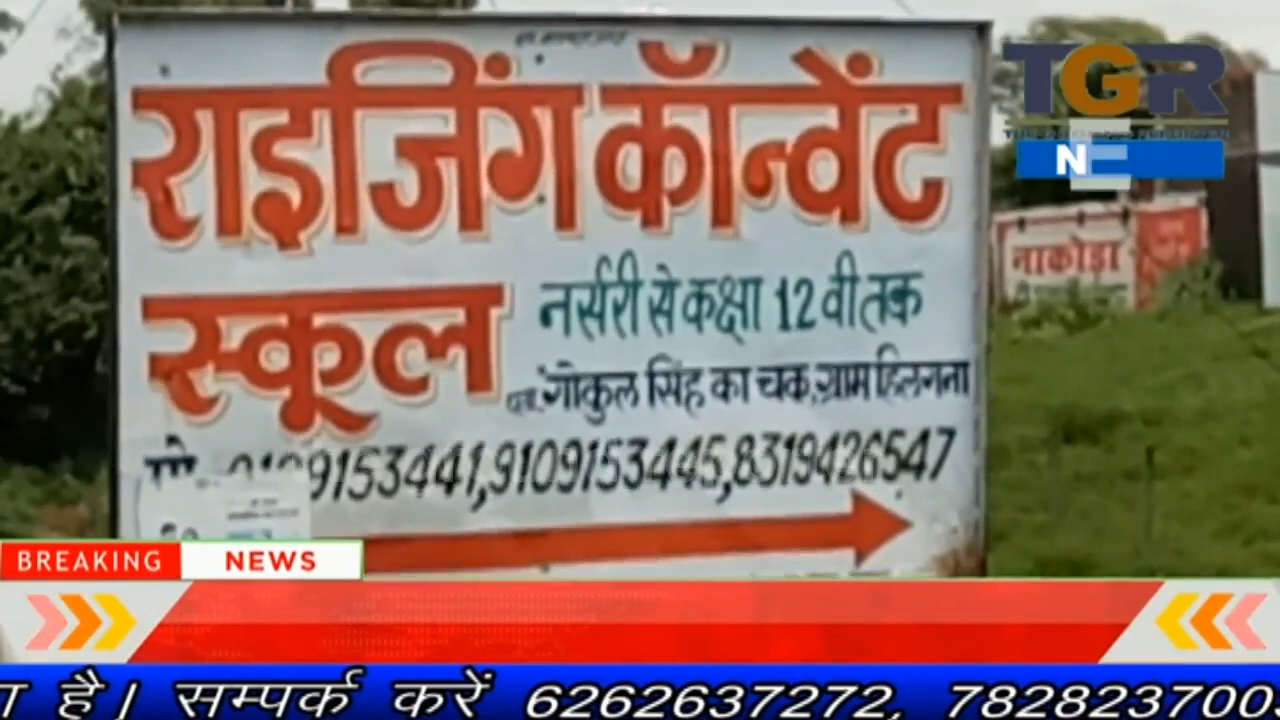 राइजिंग कॉन्वेंट
स्कूल
नर्सरी से कक्षा 12 वी तक
गोकुल सिंह का चक, ग्राम हिलगना
9153441,9109153445,8319426547
TGR
नाकोड़ा
BREAKING NEWS
है। सम्पर्क करें 6262637272, 782823700